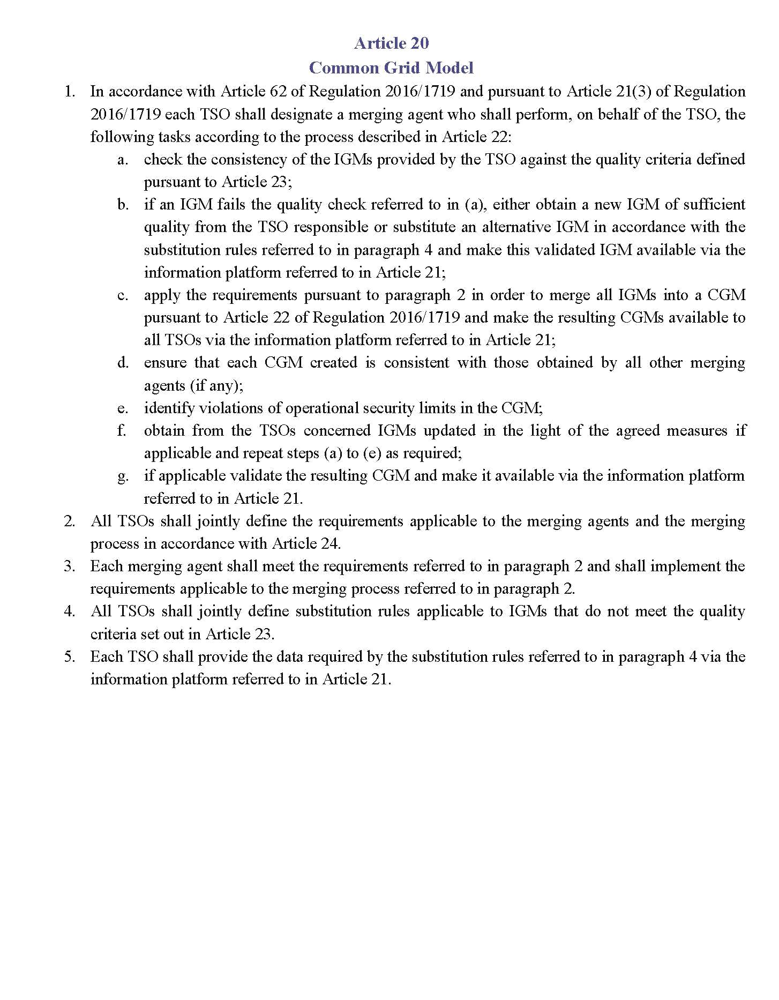 Article 20
Common Grid Model
1. In accordance with Article 62 of Regulation 2016/1719 and pursuant to Article 21(3) of Regulation
2016/1719 each TSO shall designate a merging agent who shall perform, on behalf of the TSO, the
following tasks according to the process described in Article 22:
a. check the consistency of the IGMs provided by the TSO against the quality criteria defined
pursuant to Article 23;
b. if an IGM fails the quality check referred to in (a), either obtain a new IGM of sufficient
quality from the TSO responsible or substitute an alternative IGM in accordance with the
substitution rules referred to in paragraph 4 and make this validated IGM available via the
information platform referred to in Article 21;
c. apply the requirements pursuant to paragraph 2 in order to merge all IGMs into a CGM
pursuant to Article 22 of Regulation 2016/1719 and make the resulting CGMs available to
all TSOs via the information platform referred to in Article 21;
d. ensure that each CGM created is consistent with those obtained by all other merging
agents (if any);
e. identify violations of operational security limits in the CGM;
f. obtain from the TSOs concerned IGMs updated in the light of the agreed measures if
applicable and repeat steps (a) to (e) as required;
g. if applicable validate the resulting CGM and make it available via the information platform
referred to in Article 21.
2. All TSOs shall jointly define the requirements applicable to the merging agents and the merging
process in accordance with Article 24.
3. Each merging agent shall meet the requirements referred to in paragraph 2 and shall implement the
requirements applicable to the merging process referred to in paragraph 2.
4. All TSOs shall jointly define substitution rules applicable to IGMs that do not meet the quality
criteria set out in Article 23.
5. Each TSO shall provide the data required by the substitution rules referred to in paragraph 4 via the
information platform referred to in Article 21.